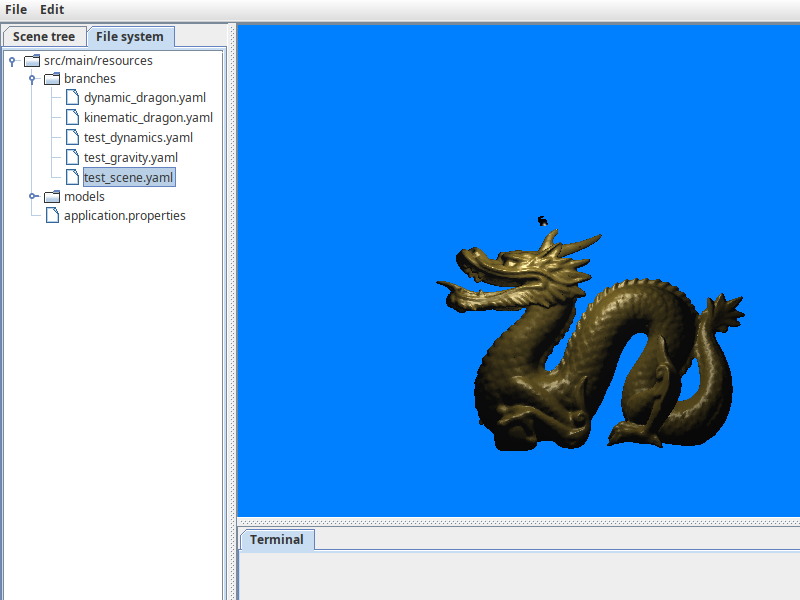 File Edit
Scene tree File system
src/main/resources
branches
dynamic_dragon.yaml
kinematic_dragon.yaml
test_dynamics.yaml
test_gravity.yaml
test_scene.yaml
models
application.properties
Terminal